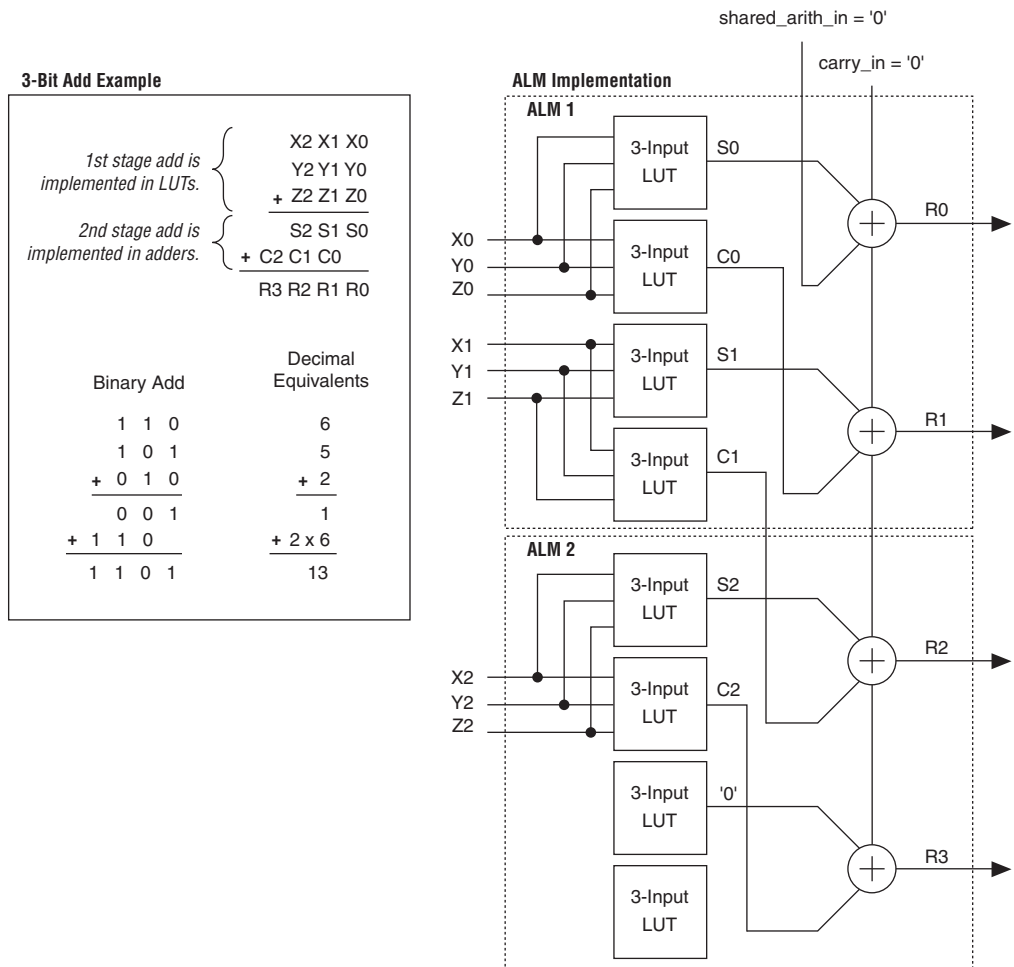 3-Bit Add Example
1st stage add is
implemented in LUTs.
X2 X1 X0
Y2 Y1 Y0
+ Z2 Z1 Z0
2nd stage add is
implemented in adders.
S2 S1 S0
+ C2 C1 C0
R3 R2 R1 R0
Binary Add
1 1 0
1 0 1
+ 0 1 0
0 0 1
+ 1 1 0
1 1 0 1
Decimal
Equivalents
6
5
+ 2
1
+ 2 x 6
13
shared_arith_in = '0'
carry_in = '0'
ALM Implementation
ALM 1
3-Input
LUT
S0
R0
X0
Y0
Z0
3-Input
LUT
C0
X1
Y1
Z1
3-Input
LUT
S1
R1
3-Input
LUT
C1
ALM 2
3-Input
LUT
S2
R2
X2
Y2
Z2
3-Input
LUT
C2
3-Input
LUT
'0'
R3
3-Input
LUT